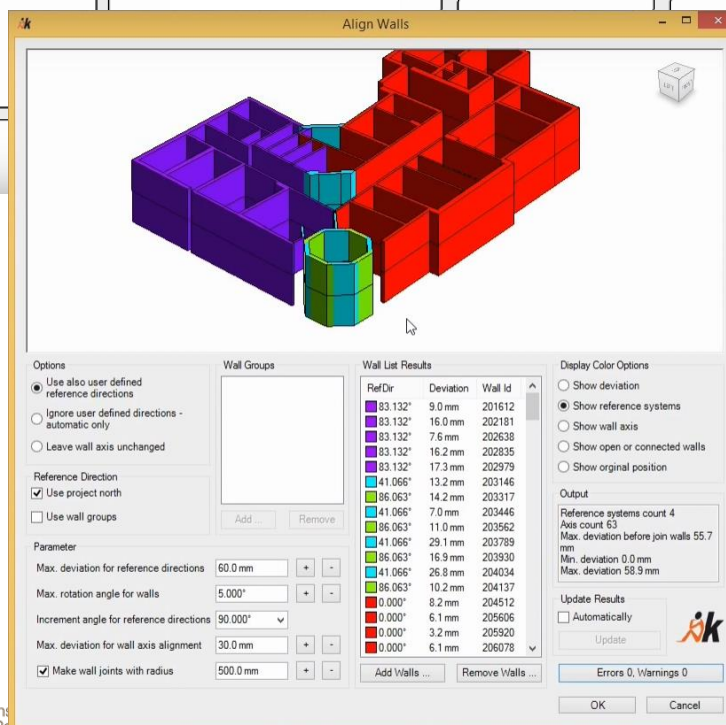 Align Walls
Options
Use also user defined
reference directions
Ignore user defined directions -
automatic only
Leave wall axis unchanged
Reference Direction
Use project north
Use wall groups
Wall Groups
Add ...
Remove
Parameter
Max. deviation for reference directions 60.0 mm + -
Max. rotation angle for walls 5.000° + -
Increment angle for reference directions 90.000°
Max. deviation for wall axis alignment 30.0 mm + -
Make wall joints with radius 500.0 mm + -
Wall List Results
RefDir Deviation Wall Id
83.132° 9.0 mm 201612
83.132° 16.0 mm 202181
83.132° 7.6 mm 202638
83.132° 16.2 mm 202835
83.132° 17.3 mm 202979
41.066° 13.2 mm 203146
86.063° 14.2 mm 203317
41.066° 7.0 mm 203446
86.063° 11.0 mm 203562
41.066° 29.1 mm 203789
86.063° 16.9 mm 203930
41.066° 26.8 mm 204034
86.063° 10.2 mm 204137
0.000° 8.2 mm 204512
0.000° 6.1 mm 205606
0.000° 3.2 mm 205920
0.000° 6.1 mm 206078
Add Walls ...
Remove Walls ...
Display Color Options
Show deviation
Show reference systems
Show wall axis
Show open or connected walls
Show orginal position
Output
Reference systems count 4
Axis count 63
Max. deviation before join walls 55.7
mm
Min. deviation 0.0 mm
Max. deviation 58.9 mm
Update Results
Automatically
Update
Errors 0, Warnings 0
OK
Cancel